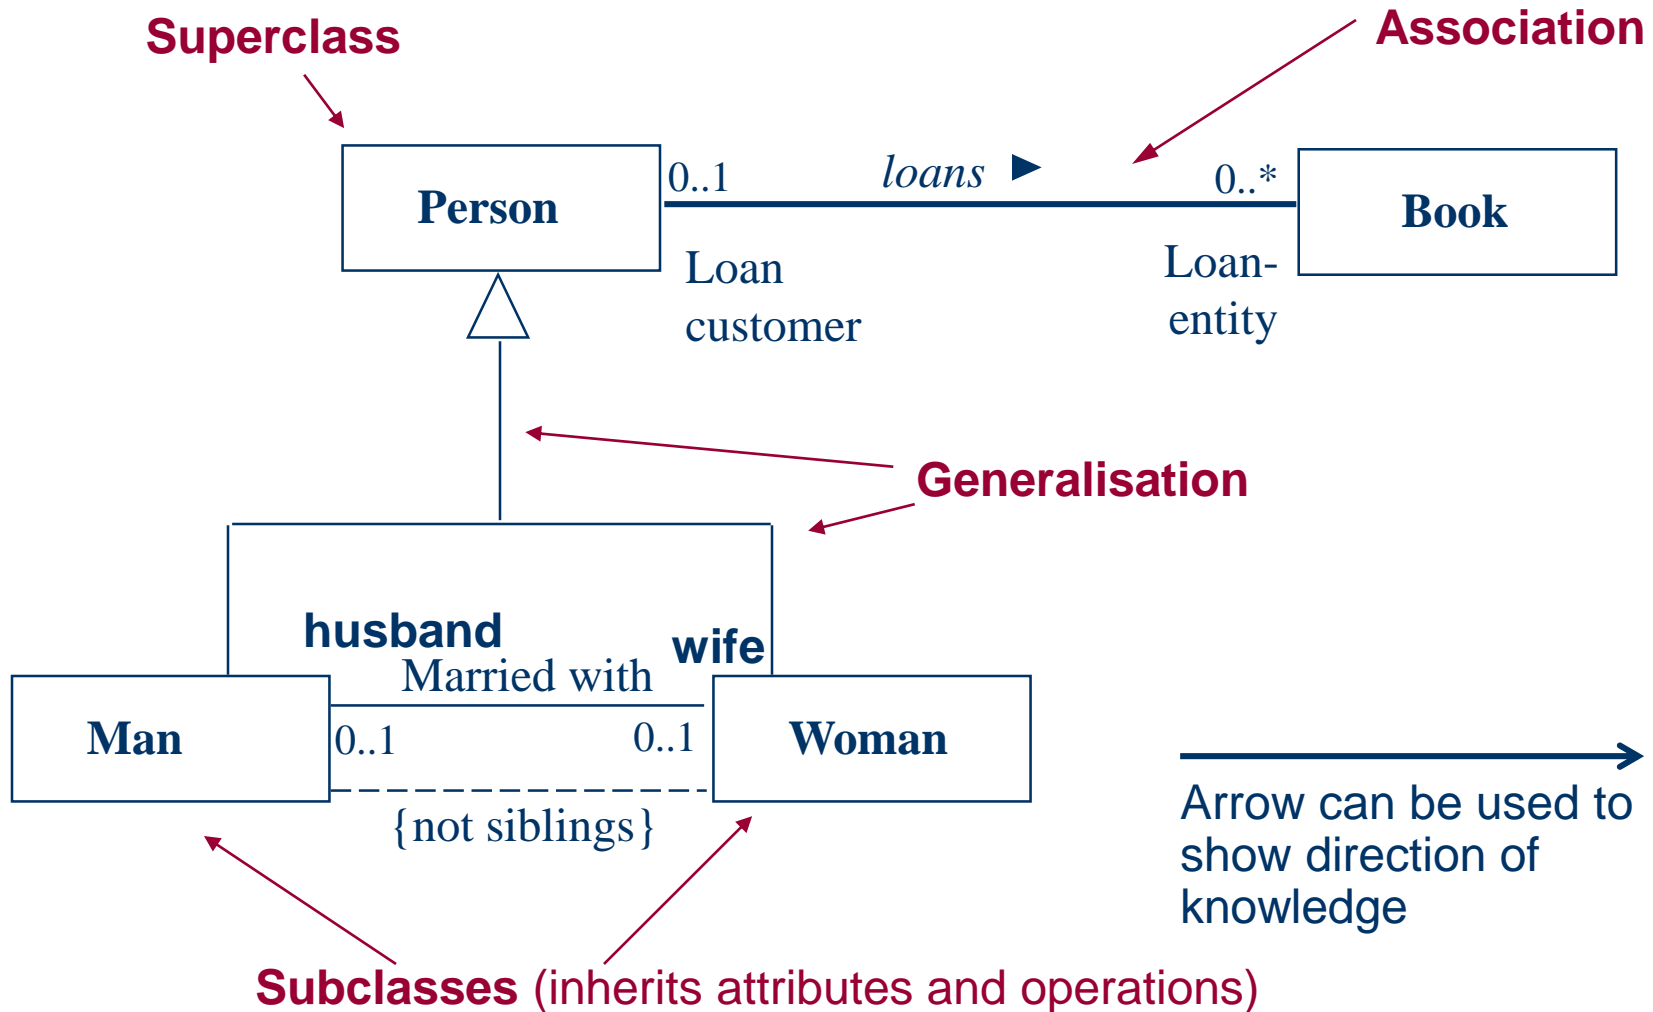 Superclass
Association
Person
0..1
loans
0..*
Book
Loan
customer
Loan-
entity
Generalisation
husband
wife
Married with
Man
0..1
0..1
Woman
{not siblings}
Arrow can be used to
show direction of
knowledge
Subclasses (inherits attributes and operations)